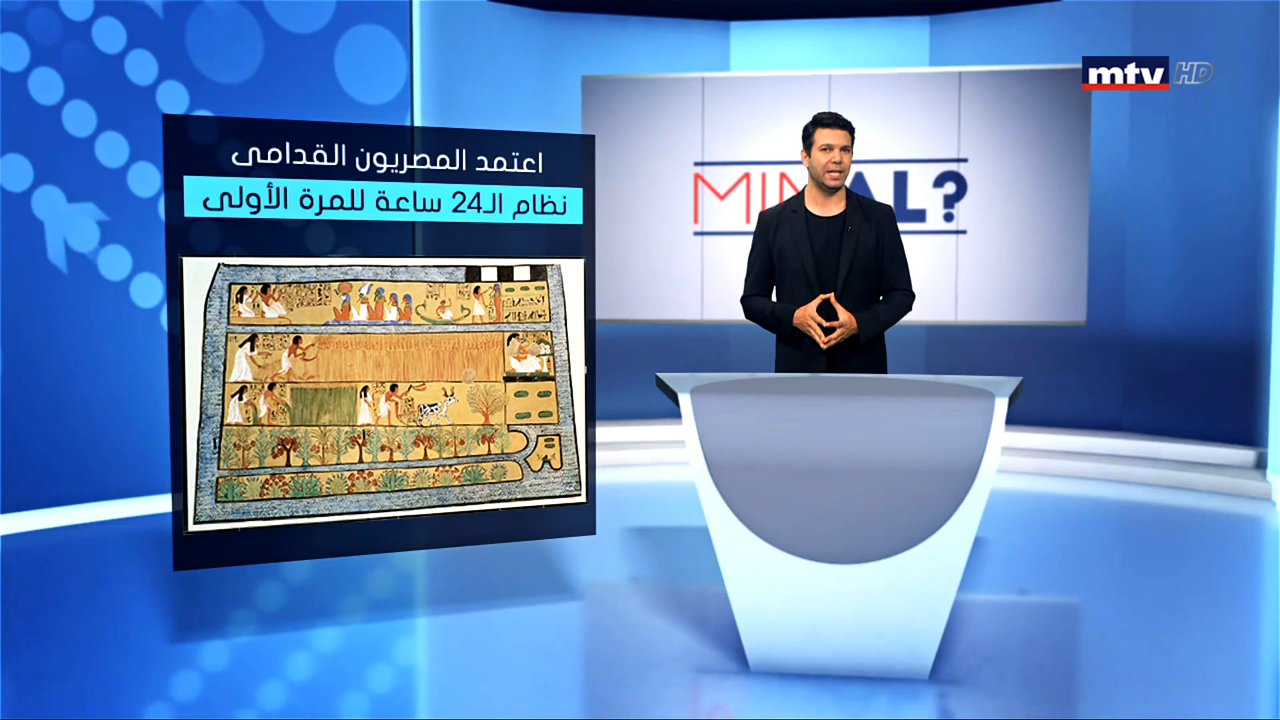 اعتمد المصريون القدامى
نظام الـ24 ساعة للمرة الأولى
mtv HD
MIN AL?